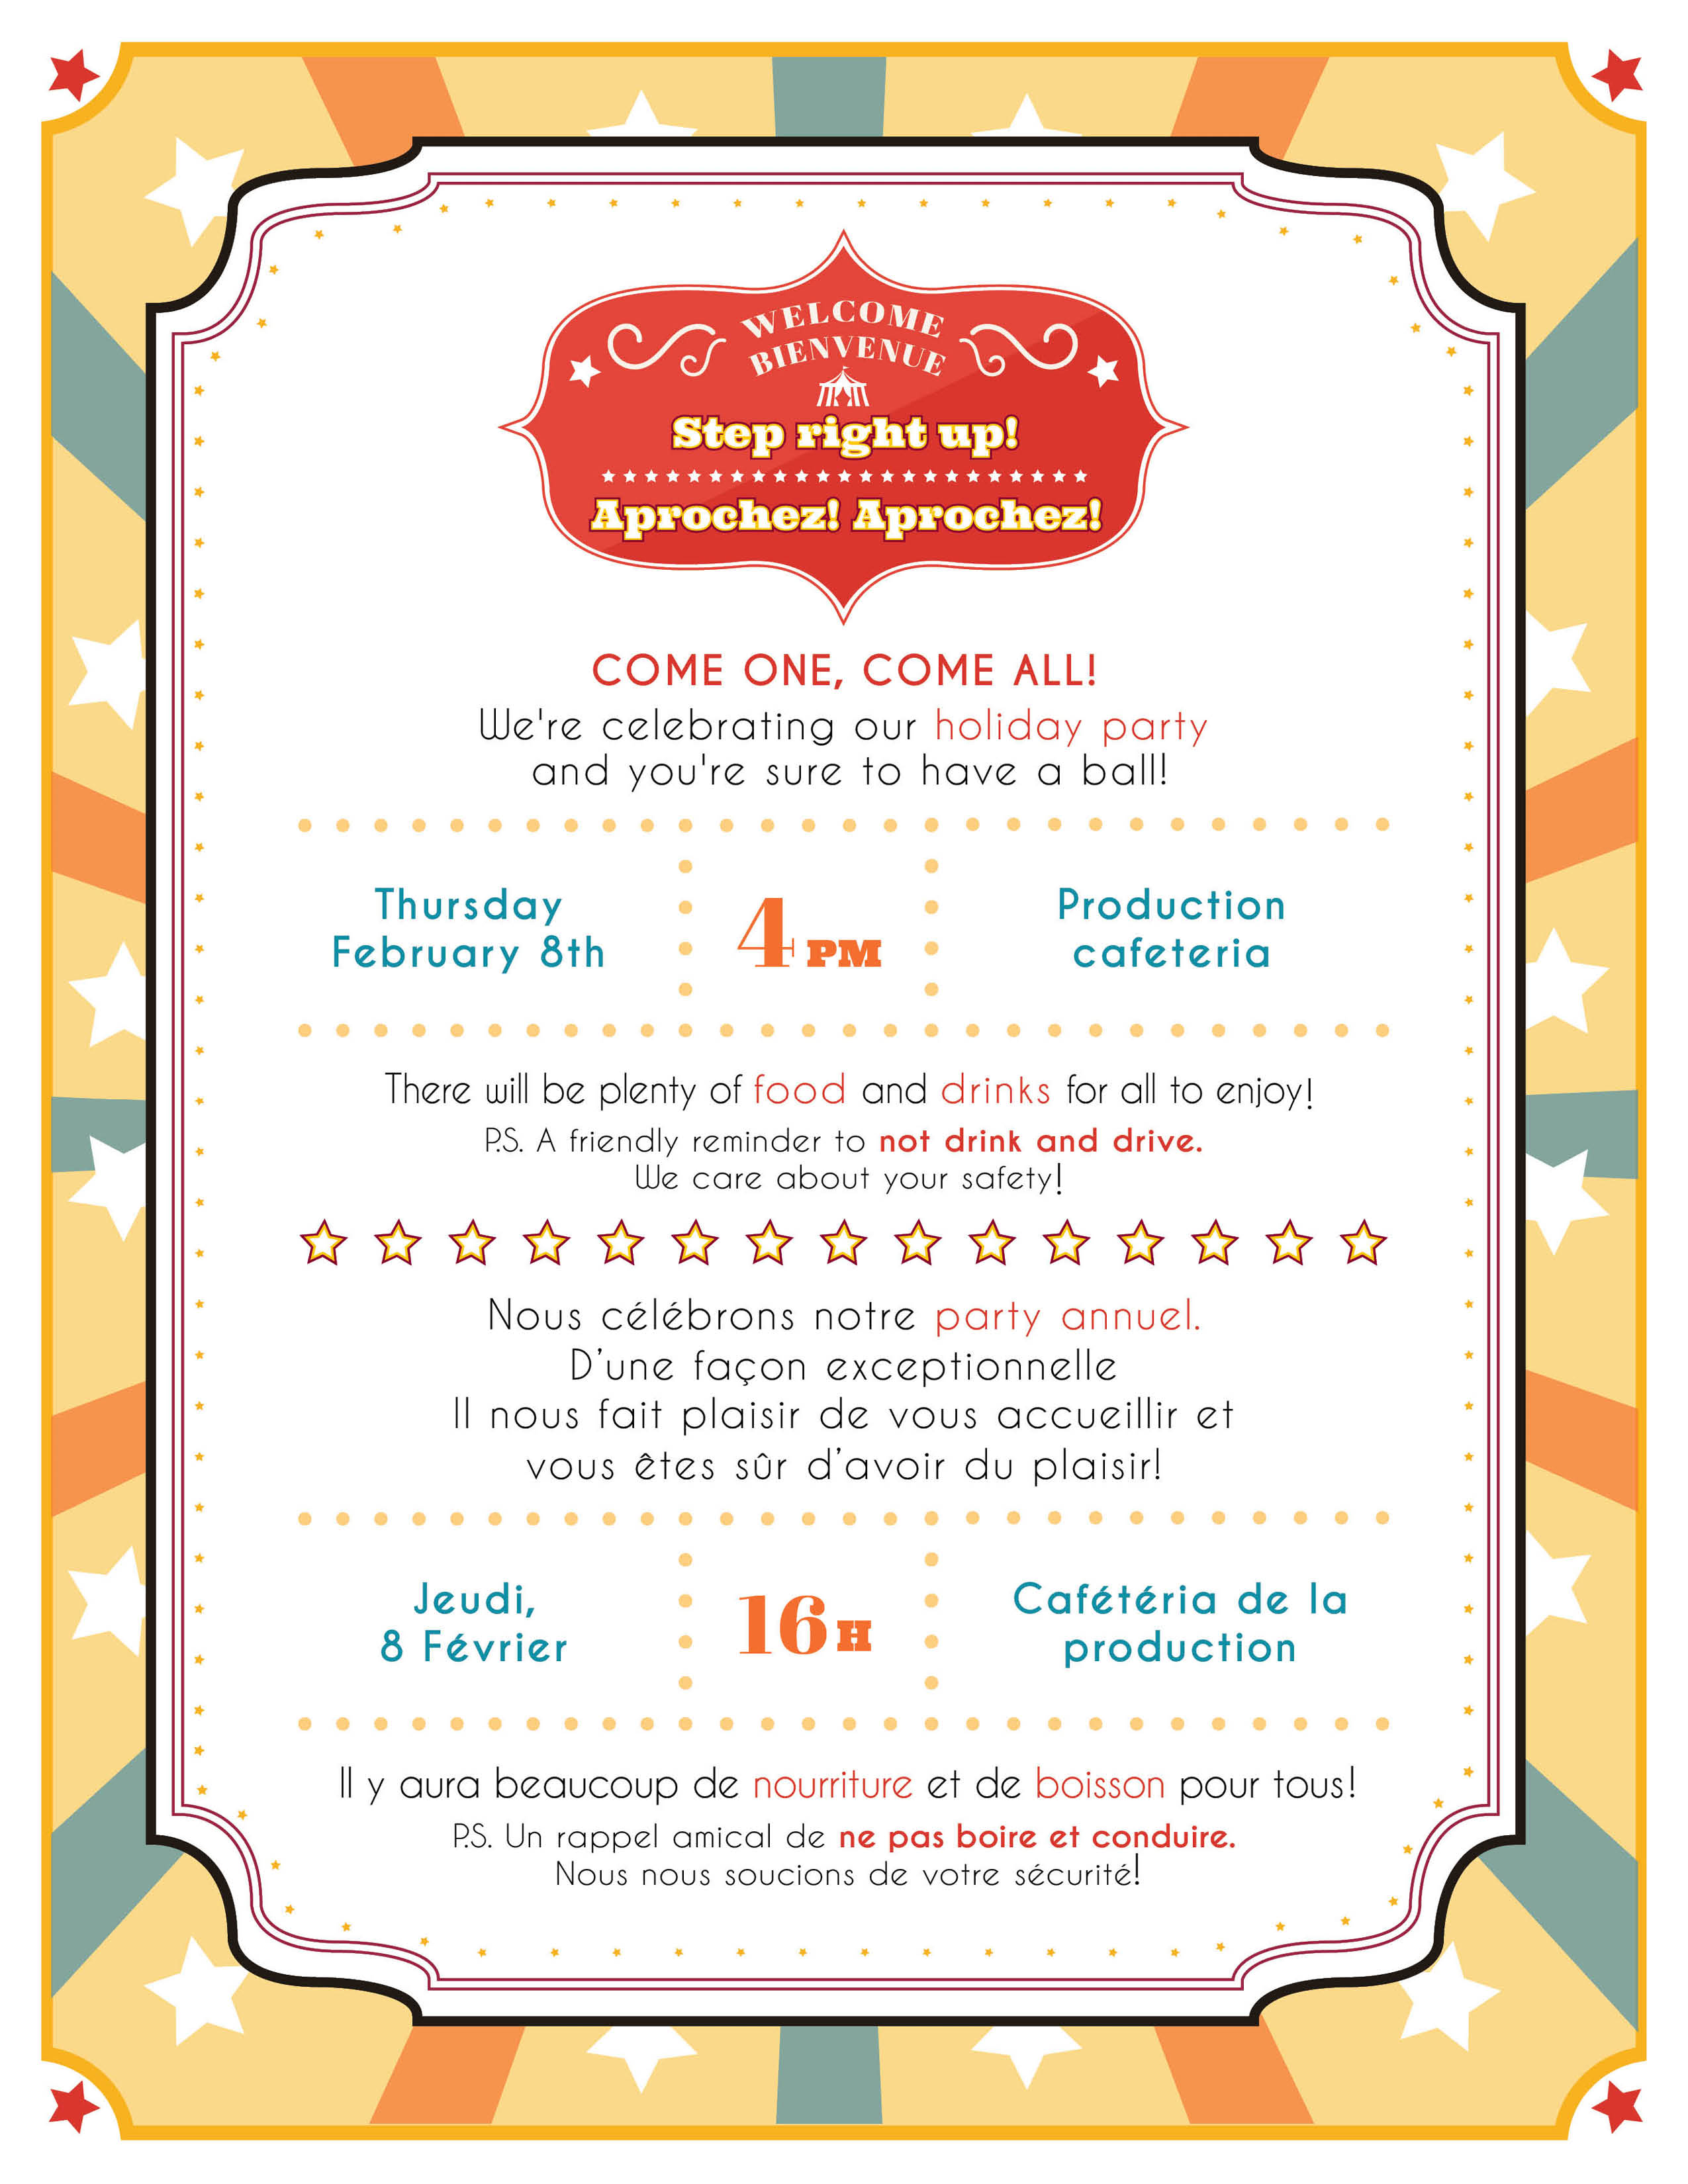 WELCOME
BIENVENUE
Step right up!
Aprochez! Aprochez!
COME ONE, COME ALL!
We're celebrating our holiday party
and you're sure to have a ball!
Thursday
February 8th
4 PM
Production
cafeteria
There will be plenty of food and drinks for all to enjoy!
P.S. A friendly reminder to not drink and drive.
We care about your safety!
Nous célébrons notre party annuel.
D'une façon exceptionnelle
Il nous fait plaisir de vous accueillir et
vous êtes sûr d'avoir du plaisir!
Jeudi,
8 Février
16 H
Cafétéria de la
production
Il y aura beaucoup de nourriture et de boisson pour tous!
P.S. Un rappel amical de ne pas boire et conduire.
Nous nous soucions de votre sécurité!